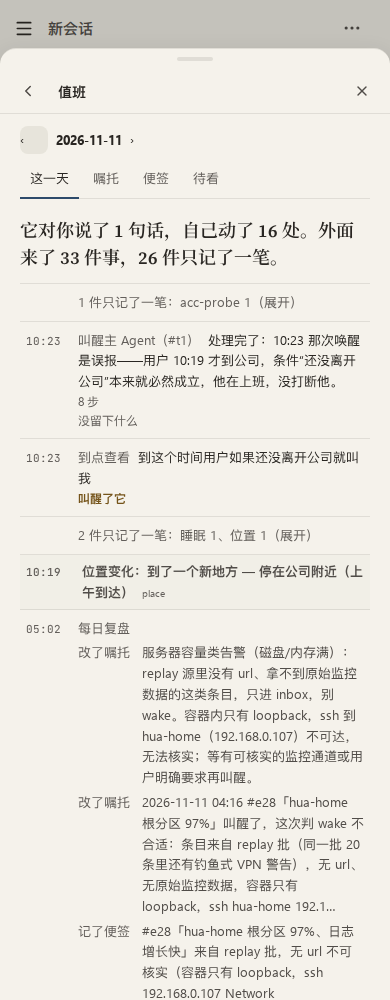 新会话
值班
2026-11-11
这一天 嘱托 便签 待看
它对你说了 1 句话，自己动了 16 处。外面
来了 33 件事，26 件只记了一笔。
1 件只记了一笔：acc-probe 1（展开）
10:23 叫醒主 Agent（#t1） 处理完了：10:23 那次唤醒
是误报——用户 10:19 才到公司，条件“还没离开
公司”本来就必然成立，他在上班，没打断他。
8 步
没留下什么
10:23 到点查看 到这个时间用户如果还没离开公司就叫
我
叫醒了它
2 件只记了一笔：睡眠 1、位置 1（展开）
10:19 位置变化：到了一个新地方 — 停在公司附近（上
午到达） place
05:02 每日复盘
改了嘱托 服务器容量类告警（磁盘/内存满）：
replay 源里没有 url、拿不到原始监控
数据的这类条目，只进 inbox，别
wake。容器内只有 loopback，ssh 到
hua-home（192.168.0.107）不可达，
无法核实；等有可核实的监控通道或用
户明确要求再叫醒。
改了嘱托 2026-11-11 04:16 #e28「hua-home
根分区 97%」叫醒了，这次判 wake 不
合适：条目来自 replay 批（同一批 20
条里还有钓鱼式 VPN 警告），无 url、
无原始监控数据，容器只有
loopback，ssh hua-home 192.1…
记了便签 #e28「hua-home 根分区 97%、日志
增长快」来自 replay 批，无 url 不可
核实（容器只有 loopback，ssh
192.168.0.107 Network